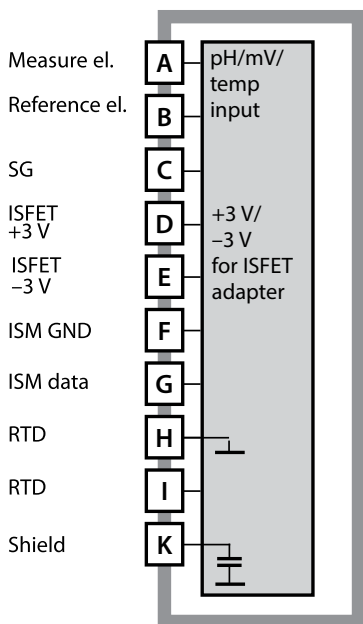 Measure el. A pH/mV/
temp
Reference el. B input
SG C
ISFET
+3 V D +3 V/
–3 V
ISFET
–3 V E for ISFET
adapter
ISM GND F
ISM data G
RTD H
RTD I
Shield K